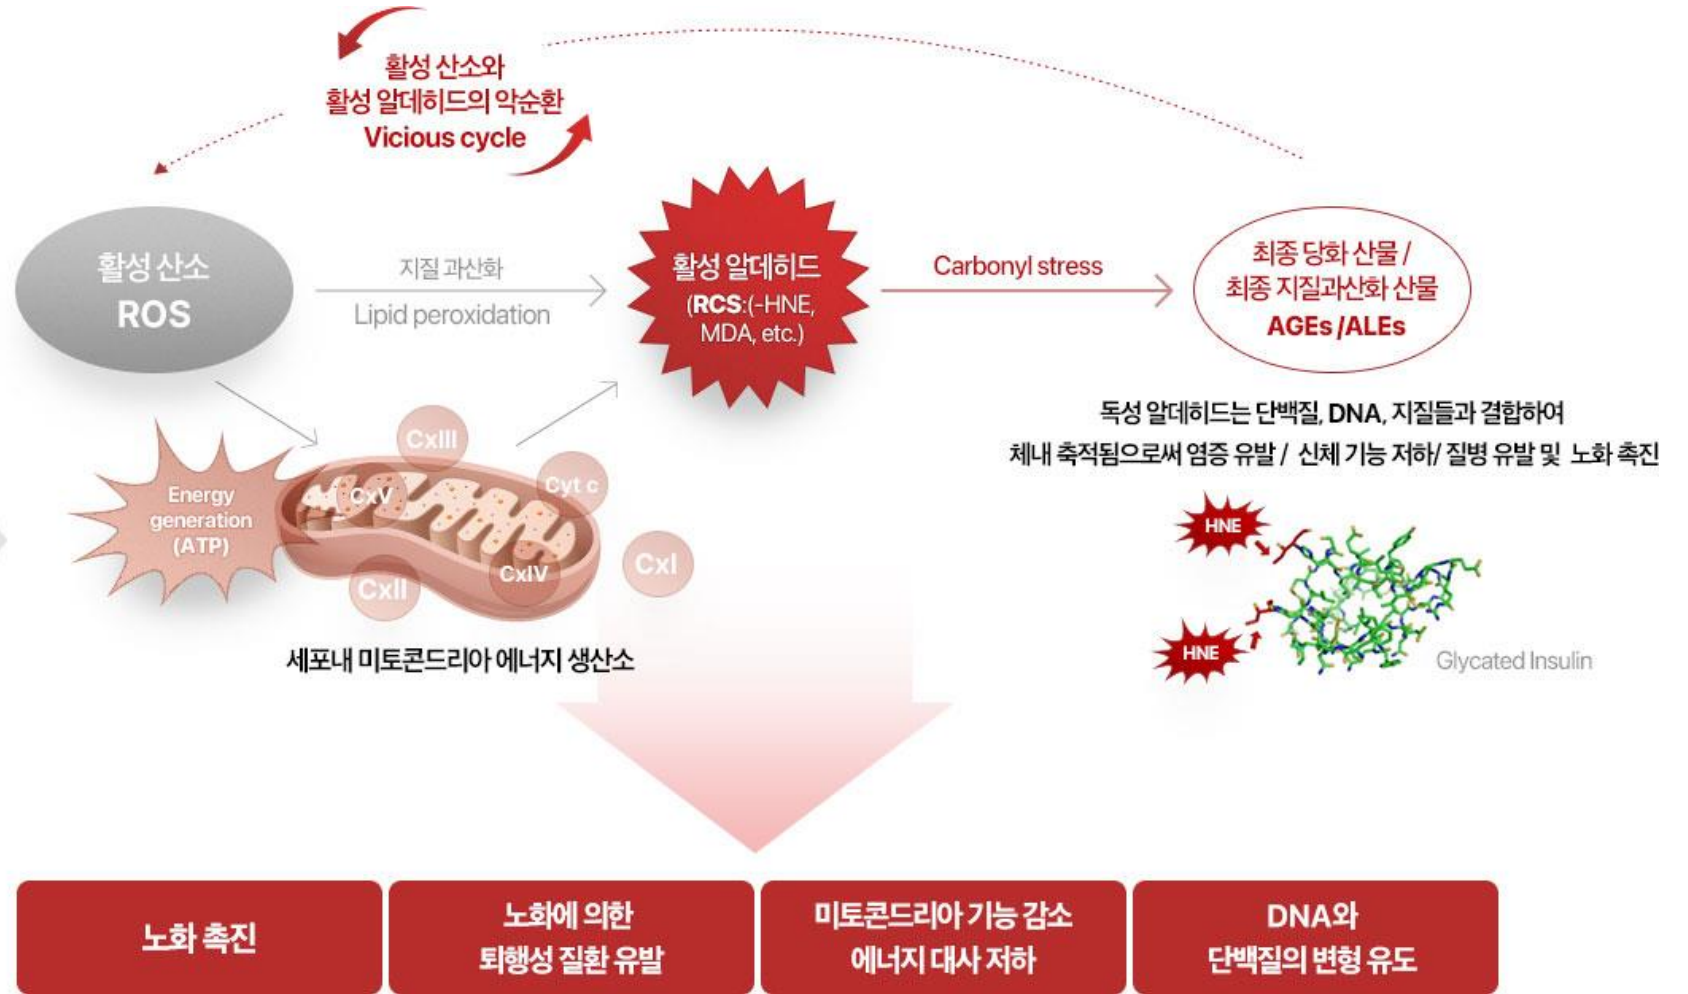 활성 산소와
활성 알데히드의 악순환
Vicious cycle
활성 산소
ROS
지질 과산화
Lipid peroxidation
활성 알데히드
(RCS:(-HNE,
MDA, etc.)
Carbonyl stress
최종 당화 산물 /
최종 지질과산화 산물
AGEs /ALEs
독성 알데히드는 단백질, DNA, 지질들과 결합하여
체내 축적됨으로써 염증 유발 / 신체 기능 저하/ 질병 유발 및 노화 촉진
Energy
generation
(ATP)
CxIII
CxV
Cyt c
CxIV
CxII
CxI
세포내 미토콘드리아 에너지 생산소
HNE
HNE
Glycated Insulin
노화 촉진
노화에 의한
퇴행성 질환 유발
미토콘드리아 기능 감소
에너지 대사 저하
DNA와
단백질의 변형 유도